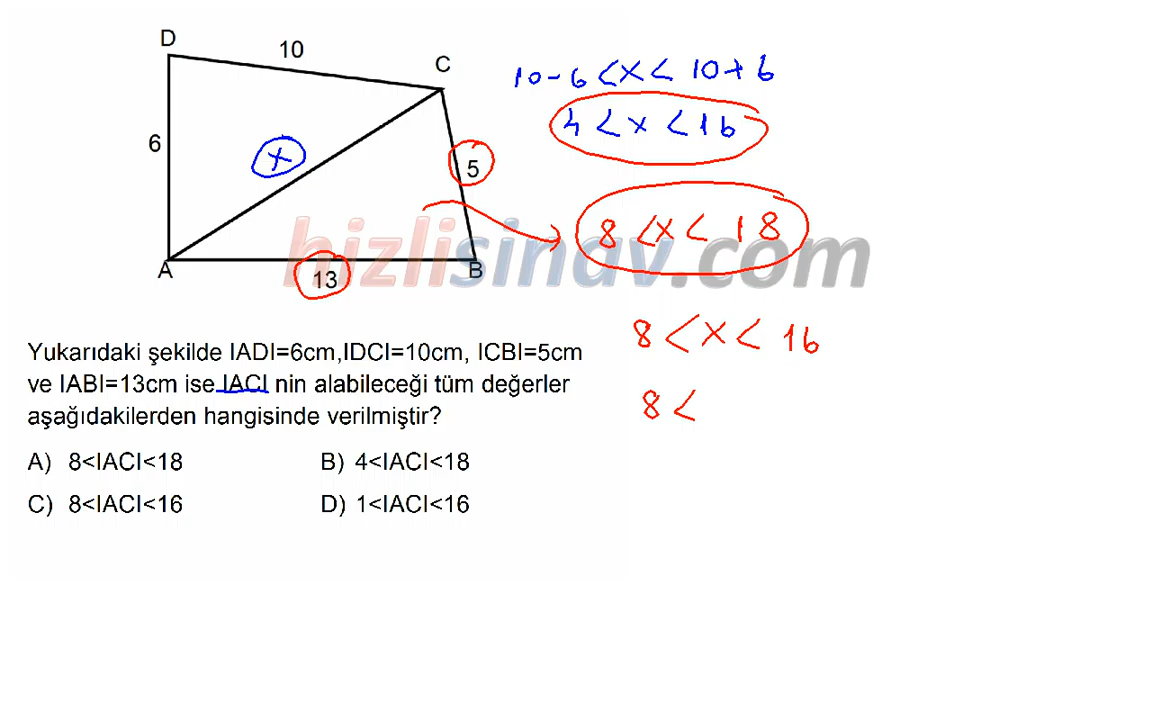 D
10
C
10-6 < x < 10+6
4 < x < 16
6
x
5
8 < x < 18
hizlisinav.com
A
13
B
8 < x < 16
Yukarıdaki şekilde IADI=6cm,IDCI=10cm, ICBI=5cm
ve IABI=13cm ise IACI nin alabileceği tüm değerler
aşağıdakilerden hangisinde verilmiştir?
8 <
A) 8<IACI<18
B) 4<IACI<18
C) 8<IACI<16
D) 1<IACI<16